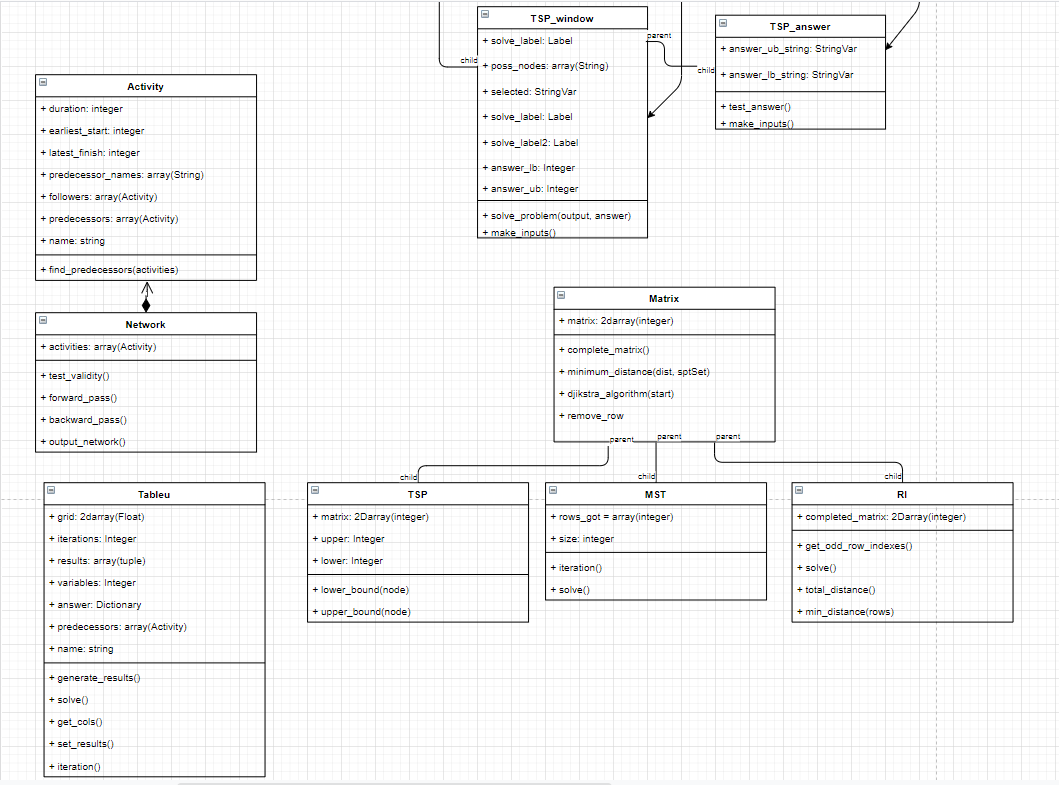 TSP_window
+ solve_label: Label
+ poss_nodes: array(String)
+ selected: StringVar
+ solve_label: Label
+ solve_label2: Label
+ answer_lb: Integer
+ answer_ub: Integer
+ solve_problem(output, answer)
+ make_inputs()
child
parent
child
TSP_answer
+ answer_ub_string: StringVar
+ answer_lb_string: StringVar
+ test_answer()
+ make_inputs()
Activity
+ duration: integer
+ earliest_start: integer
+ latest_finish: integer
+ predecessor_names: array(String)
+ followers: array(Activity)
+ predecessors: array(Activity)
+ name: string
+ find_predecessors(activities)
Network
+ activities: array(Activity)
+ test_validity()
+ forward_pass()
+ backward_pass()
+ output_network()
Matrix
+ matrix: 2darray(integer)
+ complete_matrix()
+ minimum_distance(dist, sptSet)
+ djikstra_algorithm(start)
+ remove_row
parent
parent
parent
child
child
child
Tableu
+ grid: 2darray(Float)
+ iterations: Integer
+ results: array(tuple)
+ variables: Integer
+ answer: Dictionary
+ predecessors: array(Activity)
+ name: string
+ generate_results()
+ solve()
+ get_cols()
+ set_results()
+ iteration()
TSP
+ matrix: 2Darray(integer)
+ upper: Integer
+ lower: Integer
+ lower_bound(node)
+ upper_bound(node)
MST
+ rows_got = array(integer)
+ size: integer
+ iteration()
+ solve()
RI
+ completed_matrix: 2Darray(integer)
+ get_odd_row_indexes()
+ solve()
+ total_distance()
+ min_distance(rows)